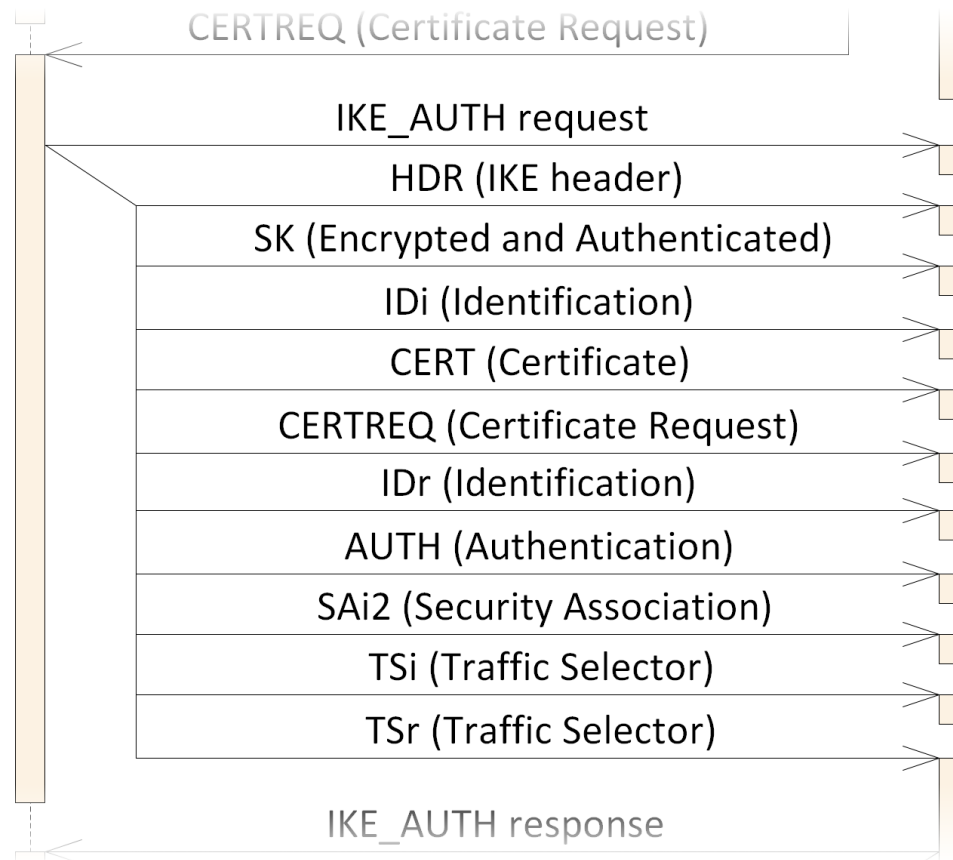 CERTREQ (Certificate Request)
IKE_AUTH request
HDR (IKE header)
SK (Encrypted and Authenticated)
IDi (Identification)
CERT (Certificate)
CERTREQ (Certificate Request)
IDr (Identification)
AUTH (Authentication)
SAi2 (Security Association)
TSi (Traffic Selector)
TSr (Traffic Selector)
IKE_AUTH response